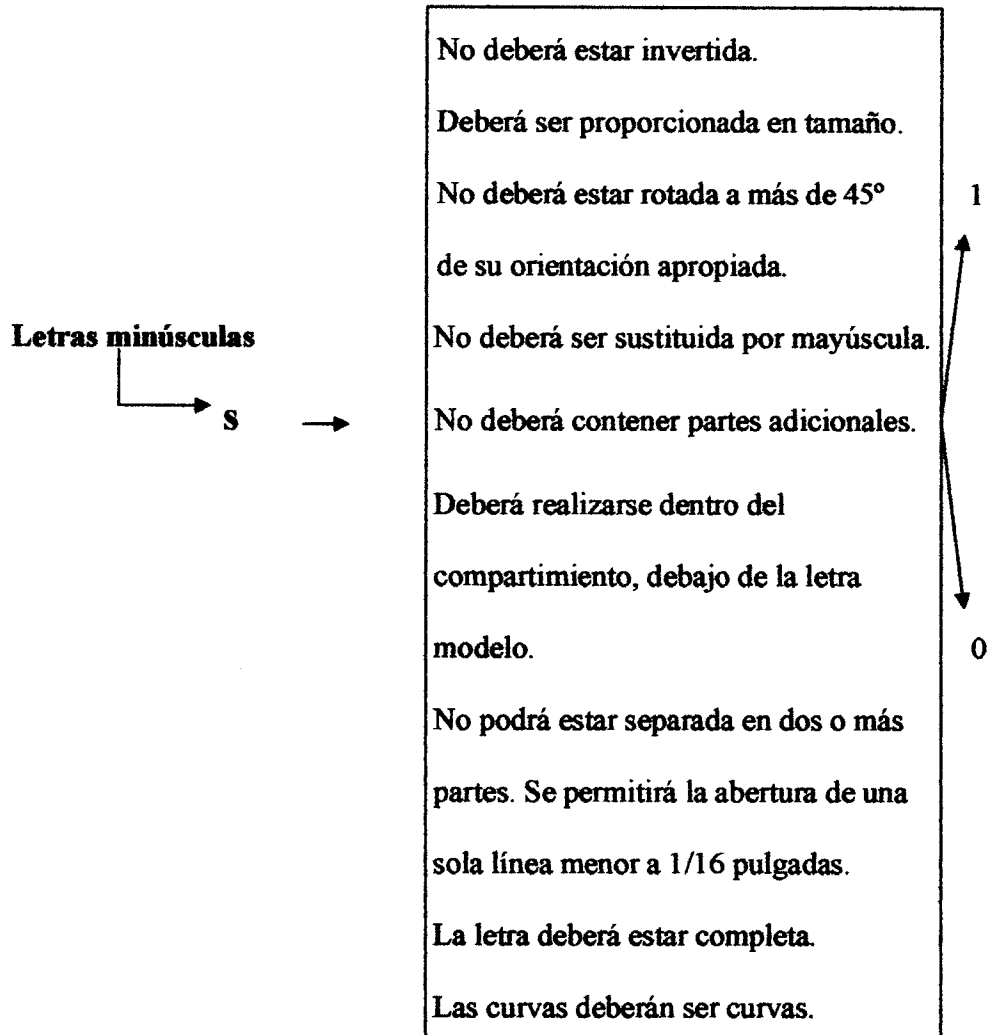 No deberá estar invertida.
Deberá ser proporcionada en tamaño.
No deberá estar rotada a más de 45º
1
de su orientación apropiada.
Letras minúsculas
No deberá ser sustituida por mayúscula.
s
No deberá contener partes adicionales.
Deberá realizarse dentro del
compartimiento, debajo de la letra
modelo.
0
No podrá estar separada en dos o más
partes. Se permitirá la abertura de una
sola línea menor a 1/16 pulgadas.
La letra deberá estar completa.
Las curvas deberán ser curvas.